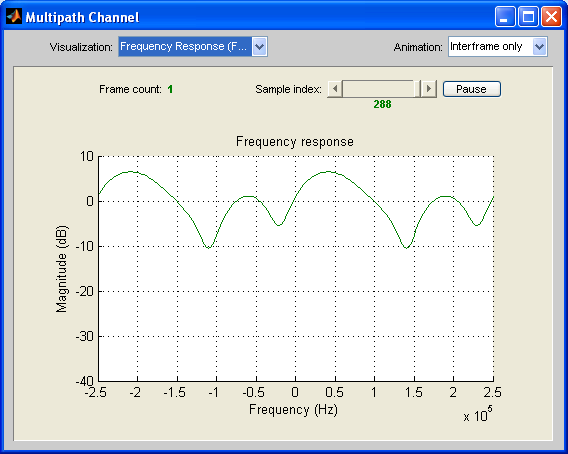 Multipath Channel
Visualization: Frequency Response (F... Animation: Interframe only
Frame count: 1 Sample index: Pause
288
Frequency response
10
0
-10
-20
-30
-40
Magnitude (dB)
-2.5 -2 -1.5 -1 -0.5 0 0.5 1 1.5 2 2.5
Frequency (Hz)
x 10^5